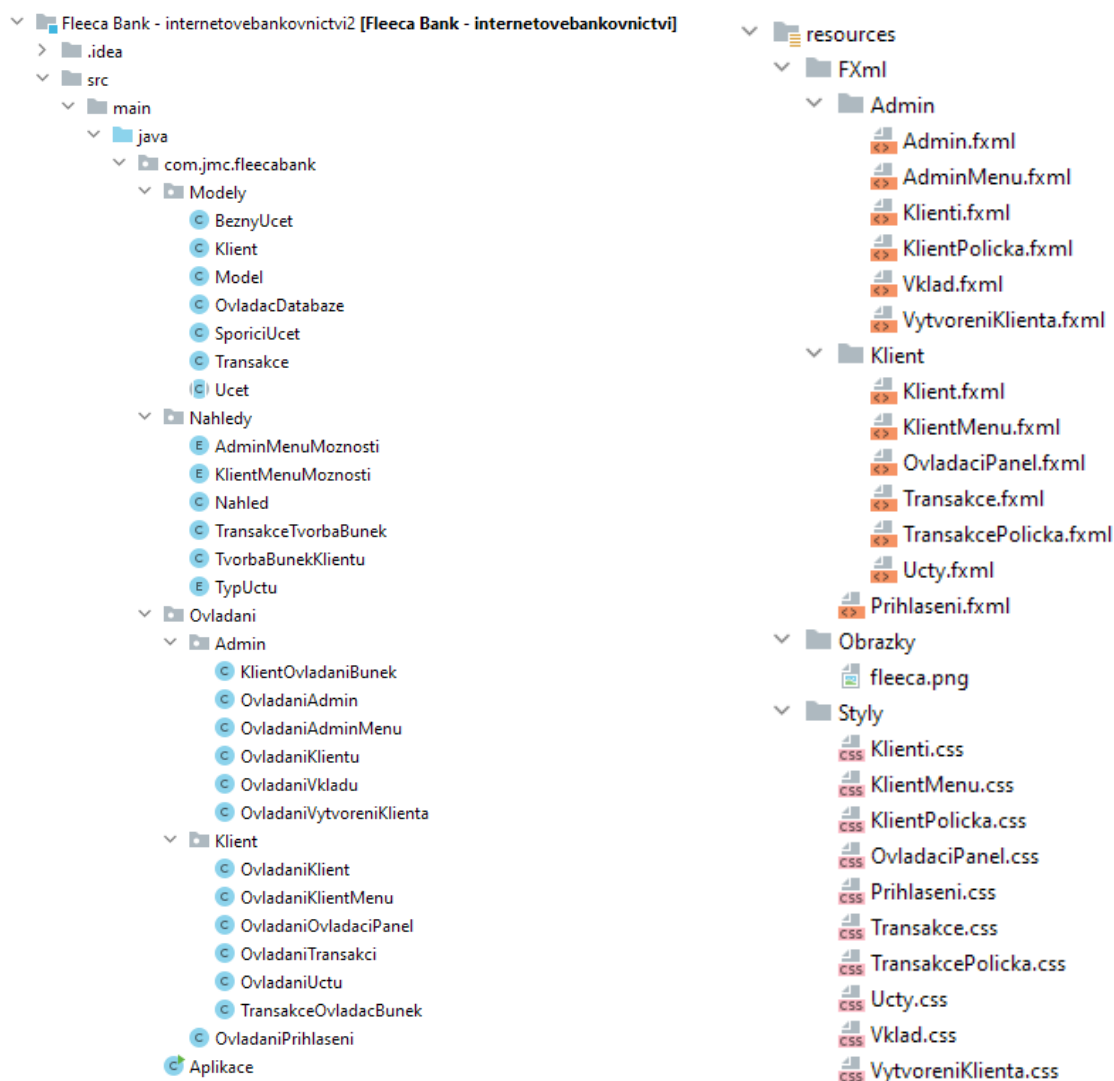 Fleeca Bank - internetovebankovnictvi2 [Fleeca Bank - internetovebankovnictvi]
.idea
src
main
java
com.jmc.fleecabank
Modely
BeznyUcet
Klient
Model
OvladacDatabaze
SporiciUcet
Transakce
Ucet
Nahledy
AdminMenuMoznosti
KlientMenuMoznosti
Nahled
TransakceTvorbaBunek
TvorbaBunekKlientu
TypUctu
Ovladani
Admin
KlientOvladaniBunek
OvladaniAdmin
OvladaniAdminMenu
OvladaniKlientu
OvladaniVkladu
OvladaniVytvoreniKlienta
Klient
OvladaniKlient
OvladaniKlientMenu
OvladaniOvladaciPanel
OvladaniTransakci
OvladaniUctu
TransakceOvladacBunek
OvladaniPrihlaseni
Aplikace
resources
FXml
Admin
Admin.fxml
AdminMenu.fxml
Klienti.fxml
KlientPolicka.fxml
Vklad.fxml
VytvoreniKlienta.fxml
Klient
Klient.fxml
KlientMenu.fxml
OvladaciPanel.fxml
Transakce.fxml
TransakcePolicka.fxml
Ucty.fxml
Prihlaseni.fxml
Obrazky
fleeca.png
Styly
Klienti.css
KlientMenu.css
KlientPolicka.css
OvladaciPanel.css
Prihlaseni.css
Transakce.css
TransakcePolicka.css
Ucty.css
Vklad.css
VytvoreniKlienta.css